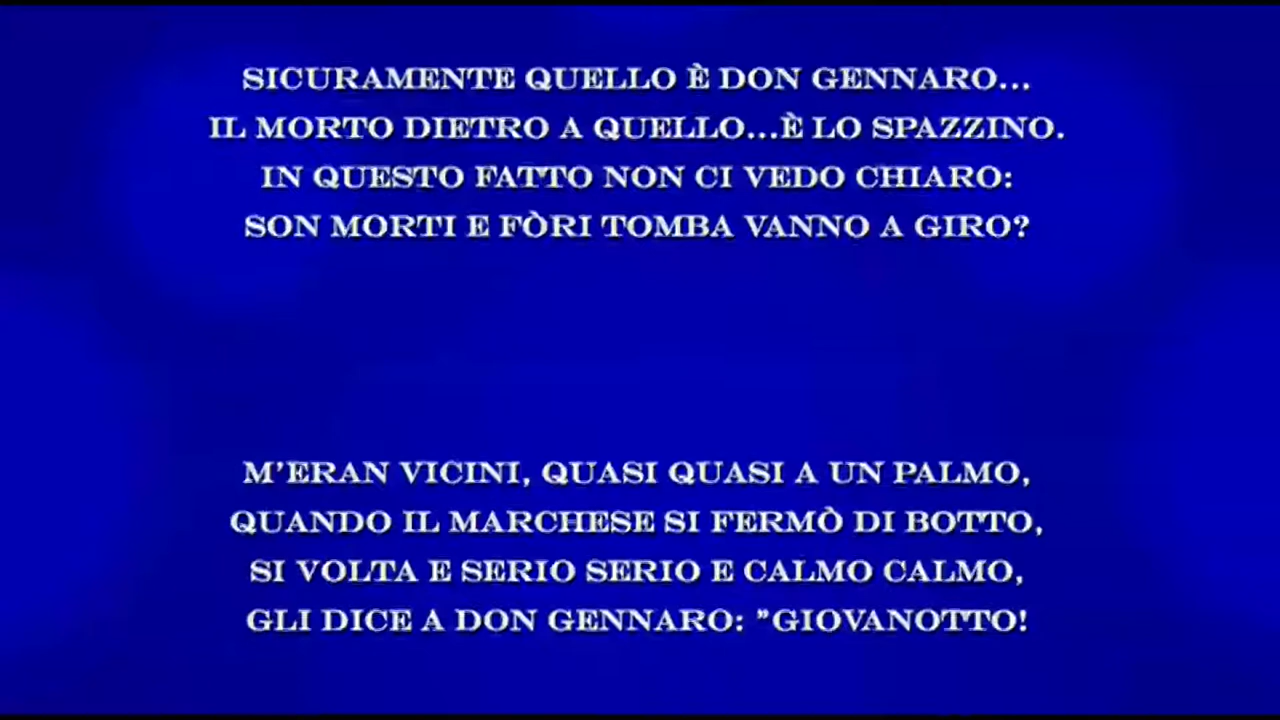 SICURAMENTE QUELLO È DON GENNARO...
IL MORTO DIETRO A QUELLO...È LO SPAZZINO.
IN QUESTO FATTO NON CI VEDO CHIARO:
SON MORTI E FÒRI TOMBA VANNO A GIRO?
M'ERAN VICINI, QUASI QUASI A UN PALMO,
QUANDO IL MARCHESE SI FERMÒ DI BOTTO,
SI VOLTA E SERIO SERIO E CALMO CALMO,
GLI DICE A DON GENNARO: "GIOVANOTTO!